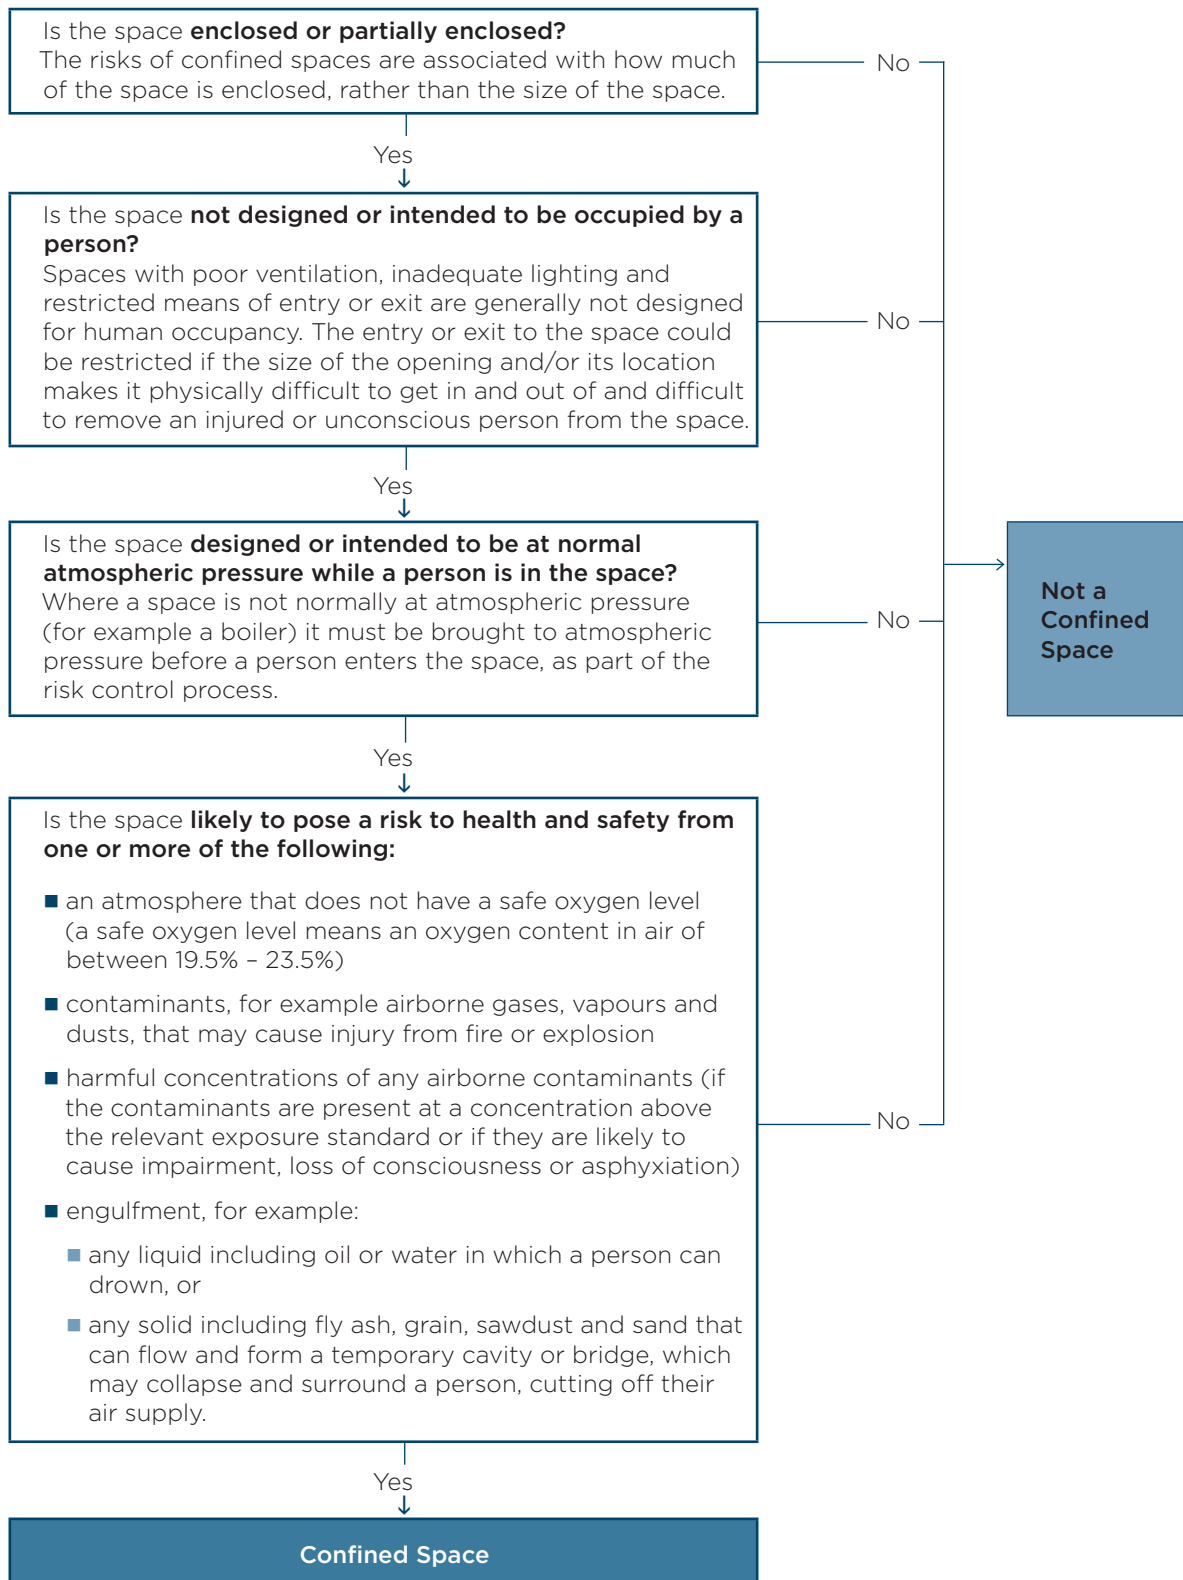 Is the space enclosed or partially enclosed?
The risks of confined spaces are associated with how much
of the space is enclosed, rather than the size of the space.
No
Yes
Is the space not designed or intended to be occupied by a
person?
Spaces with poor ventilation, inadequate lighting and
restricted means of entry or exit are generally not designed
for human occupancy. The entry or exit to the space could
be restricted if the size of the opening and/or its location
makes it physically difficult to get in and out of and difficult
to remove an injured or unconscious person from the space.
No
Yes
Is the space designed or intended to be at normal
atmospheric pressure while a person is in the space?
Where a space is not normally at atmospheric pressure
(for example a boiler) it must be brought to atmospheric
pressure before a person enters the space, as part of the
risk control process.
No
Not a
Confined
Space
Yes
Is the space likely to pose a risk to health and safety from
one or more of the following:
■ an atmosphere that does not have a safe oxygen level
(a safe oxygen level means an oxygen content in air of
between 19.5% – 23.5%)
■ contaminants, for example airborne gases, vapours and
dusts, that may cause injury from fire or explosion
■ harmful concentrations of any airborne contaminants (if
the contaminants are present at a concentration above
the relevant exposure standard or if they are likely to
cause impairment, loss of consciousness or asphyxiation)
■ engulfment, for example:
■ any liquid including oil or water in which a person can
drown, or
■ any solid including fly ash, grain, sawdust and sand that
can flow and form a temporary cavity or bridge, which
may collapse and surround a person, cutting off their
air supply.
No
Yes
Confined Space